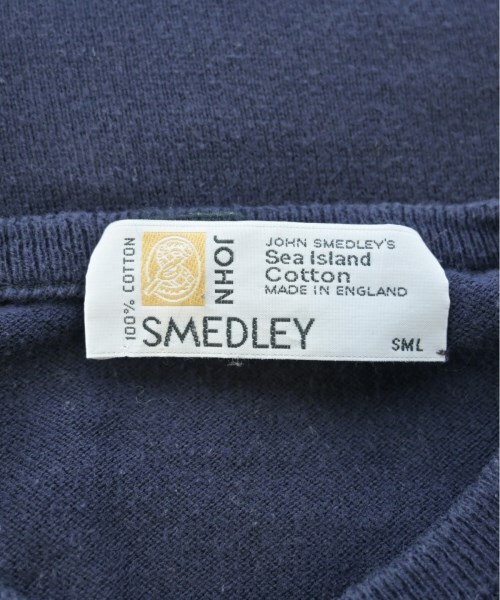 100% COTTON
JOHN
SMEDLEY
JOHN SMEDLEY'S
Sea Island
Cotton
MADE IN ENGLAND
SML